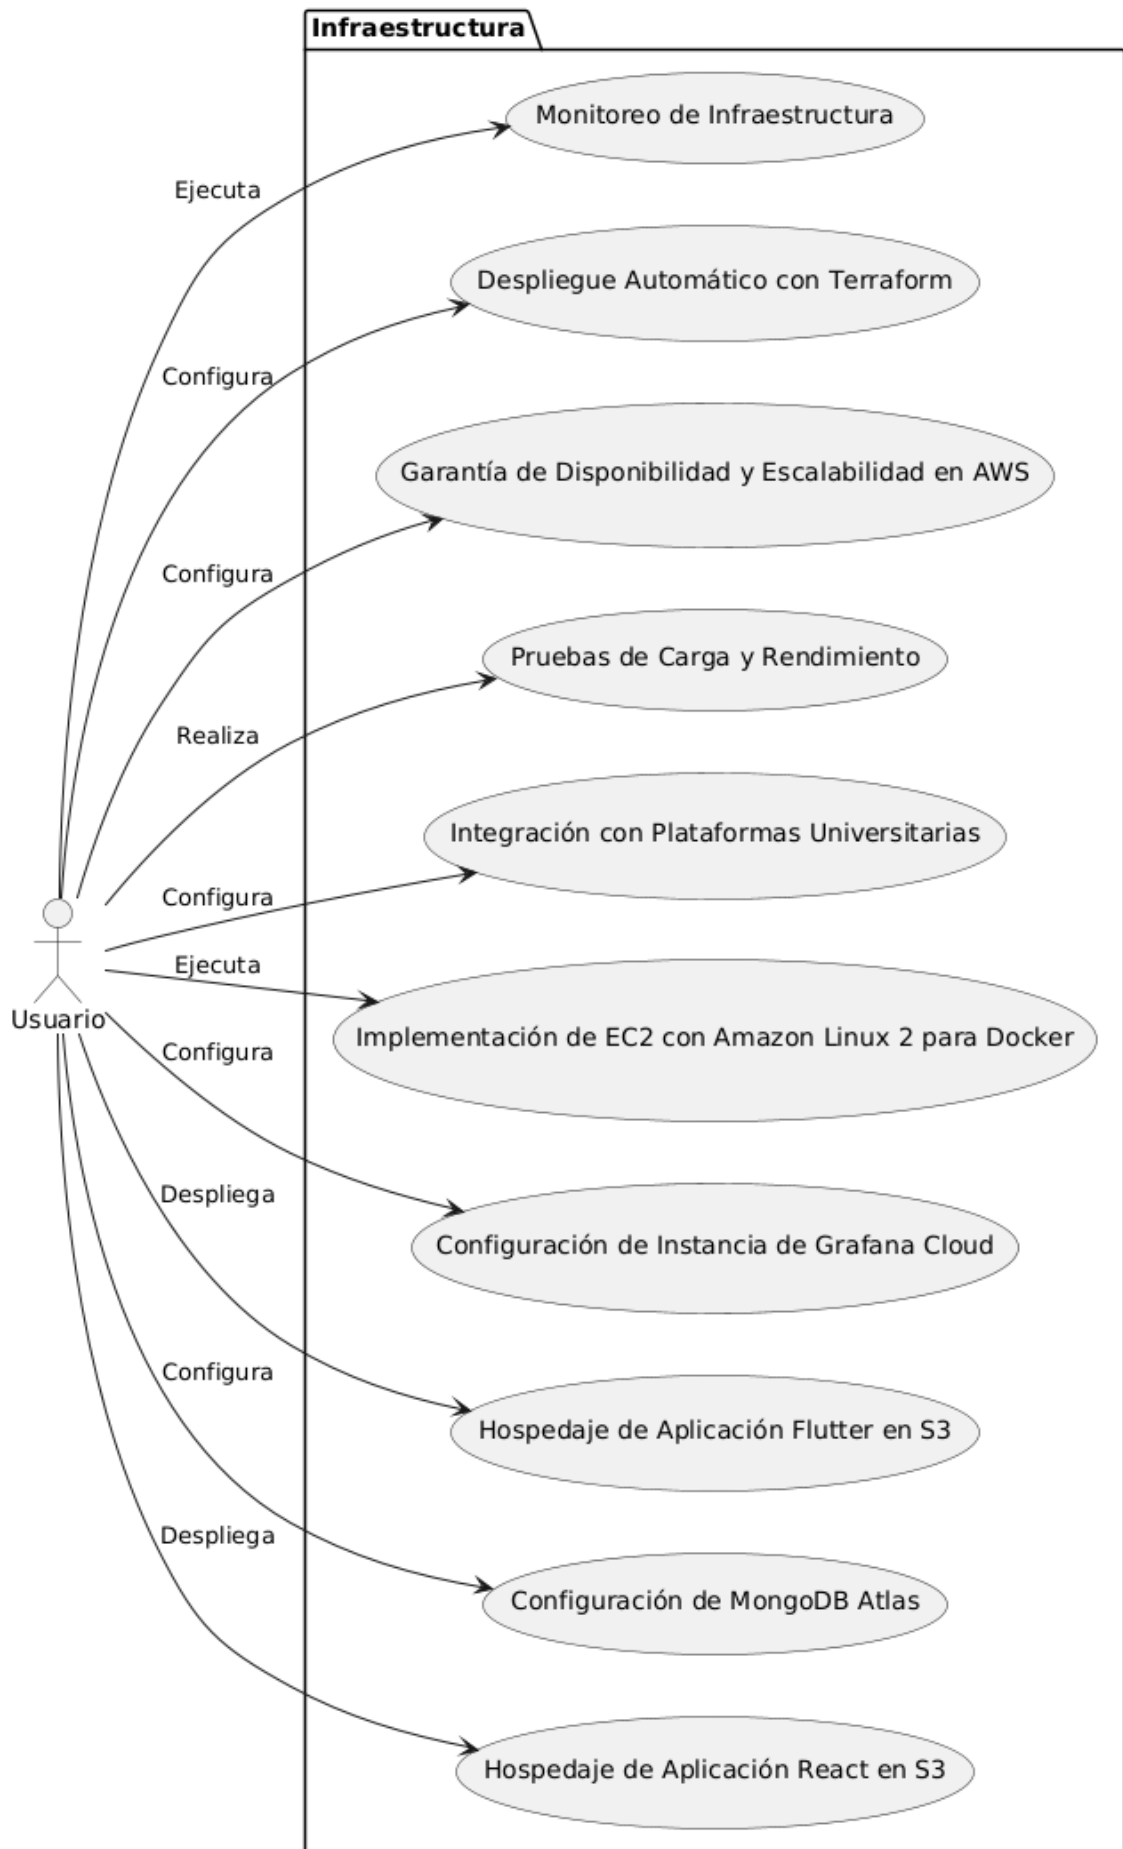 Infraestructura
Monitoreo de Infraestructura
Ejecuta
Despliegue Automático con Terraform
Configura
Garantía de Disponibilidad y Escalabilidad en AWS
Configura
Pruebas de Carga y Rendimiento
Realiza
Integración con Plataformas Universitarias
Configura
Ejecuta
Usuario
Implementación de EC2 con Amazon Linux 2 para Docker
Configura
Despliega
Configuración de Instancia de Grafana Cloud
Configura
Hospedaje de Aplicación Flutter en S3
Despliega
Configuración de MongoDB Atlas
Hospedaje de Aplicación React en S3